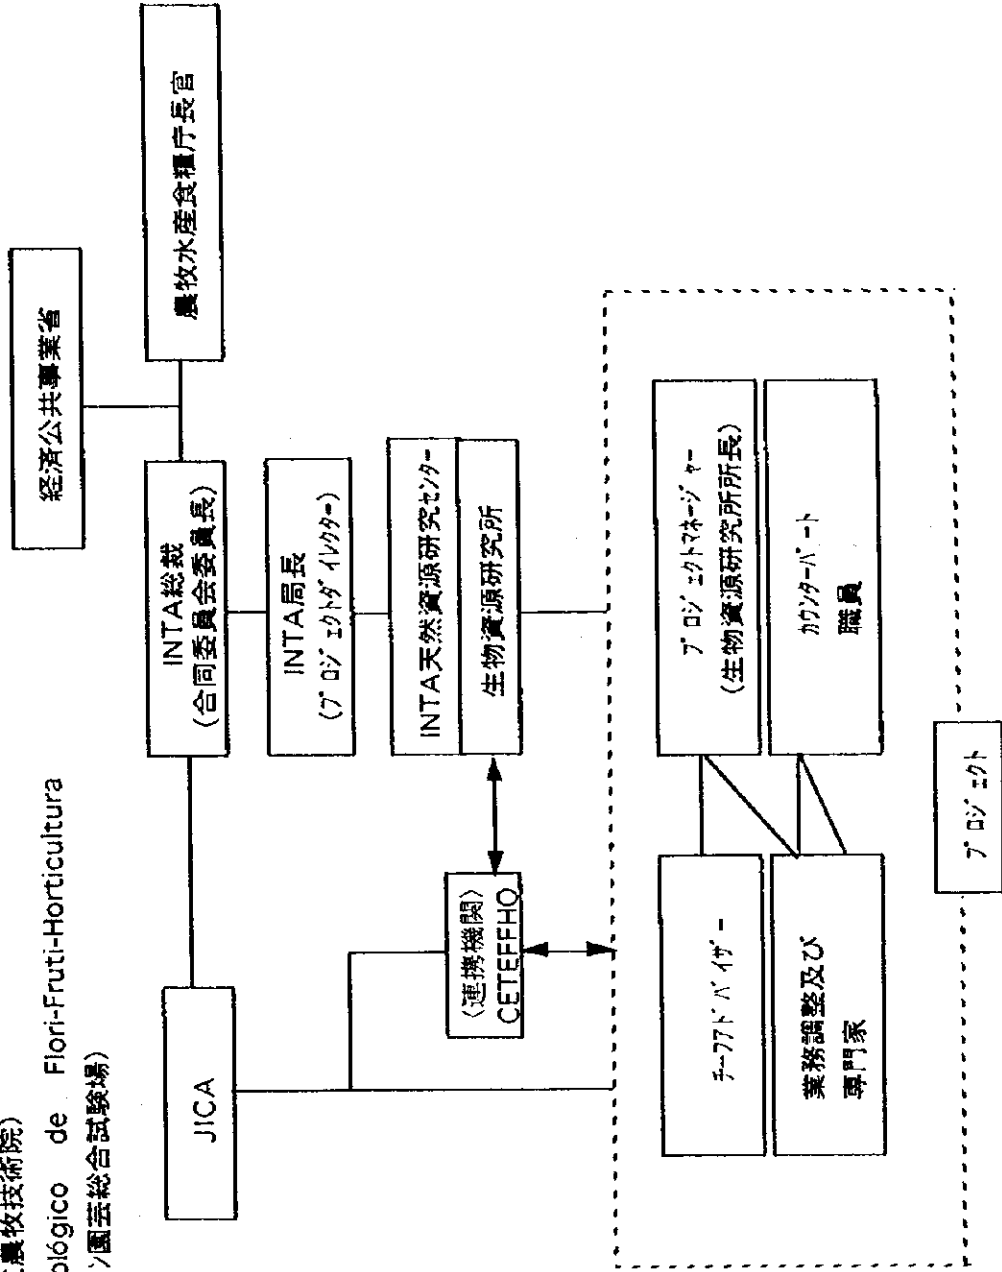 農牧技術院)
ológico de Flori-Fruti-Horticultura
ン園芸総合試験場)
経済公共事業省
JICA
INTA総裁
(合同委員会委員長)
農牧水産食糧庁長官
INTA局長
(プロジェクトダイレクター)
INTA天然資源研究センター
生物資源研究所
(連携機関)
CETEFFHO
チーフアドバイザー
プロジェクトマネージャー
(生物資源研究所所長)
業務調整及び
専門家
カウンターパート
職員
プロジェクト